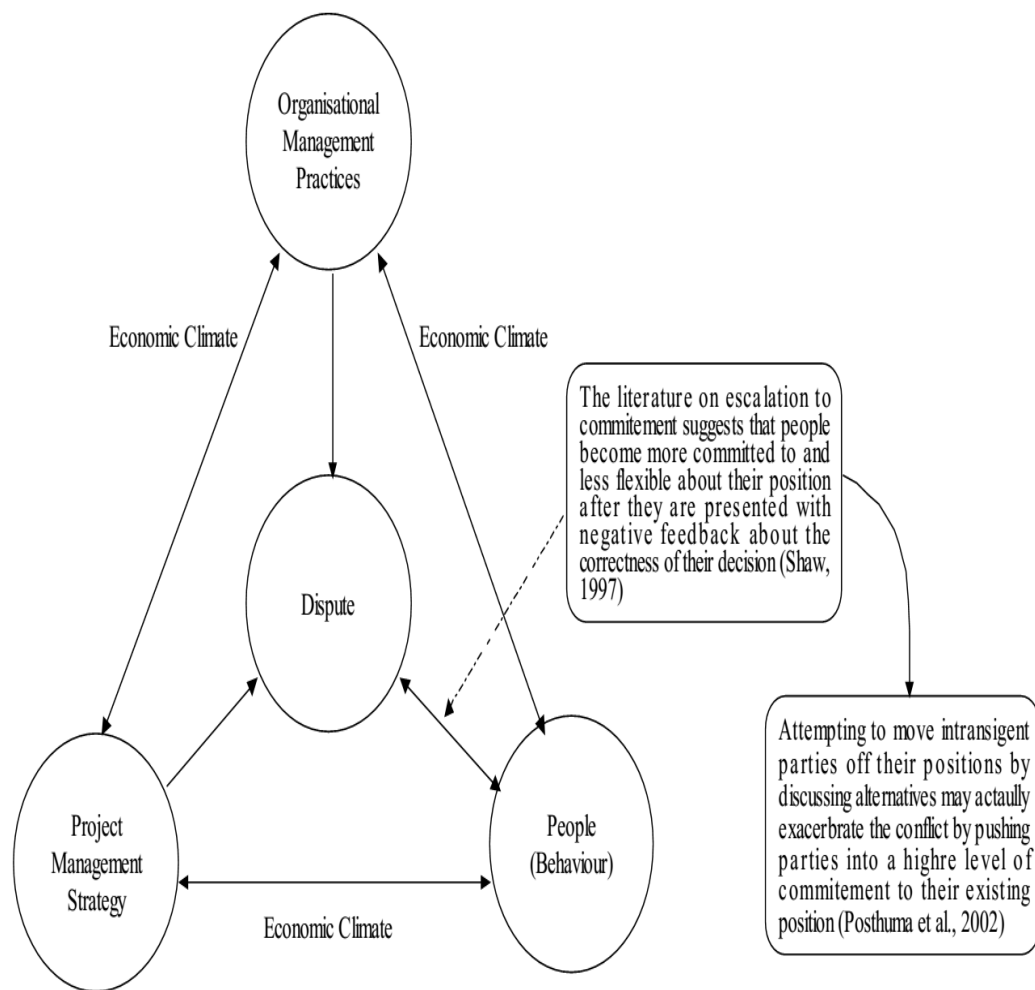 Organisational
Management
Practices
Economic Climate
Economic Climate
The literature on escalation to
commitement suggests that people
become more committed to and
less flexible about their position
after they are presented with
negative feedback about the
correctness of their decision (Shaw,
1997)
Dispute
Attempting to move intransigent
parties off their positions by
discussing alternatives may actaully
exacerbrate the conflict by pushing
parties into a highre level of
commitement to their existing
position (Posthuma et al., 2002)
Project
Management
Strategy
People
(Behaviour)
Economic Climate